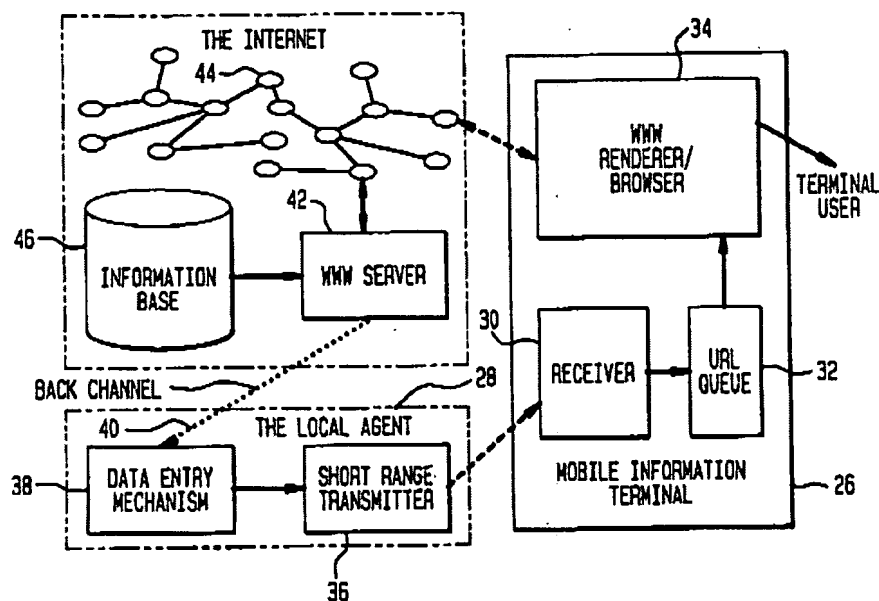 THE INTERNET
44
34
WWW
RENDERER/
BROWSER
TERMINAL
USER
46
INFORMATION
BASE
42
WWW SERVER
30
RECEIVER
URL
QUEUE
32
BACK CHANNEL
28
40
THE LOCAL AGENT
38
DATA ENTRY
MECHANISM
SHORT RANGE
TRANSMITTER
36
MOBILE INFORMATION
TERMINAL
26